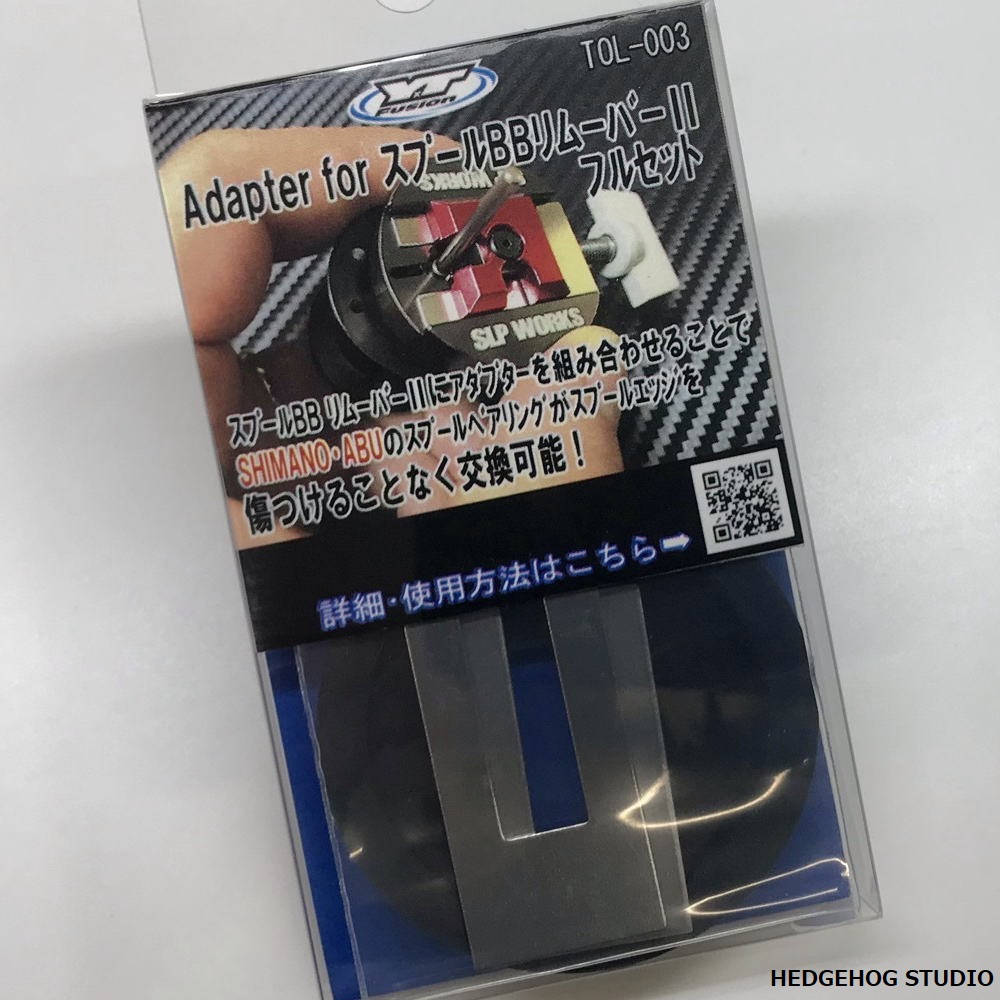 TOL-003
YT
Fusion
Adapter for スプールBBリムーバーII
フルセット
SLP WORKS
SLP WORKS
スプールBB リムーバーIIにアダプターを組み合わせることで
SHIMANO・ABUのスプールベアリングがスプールエッジを
傷つけることなく交換可能！
詳細・使用方法はこちら➡
HEDGEHOG STUDIO